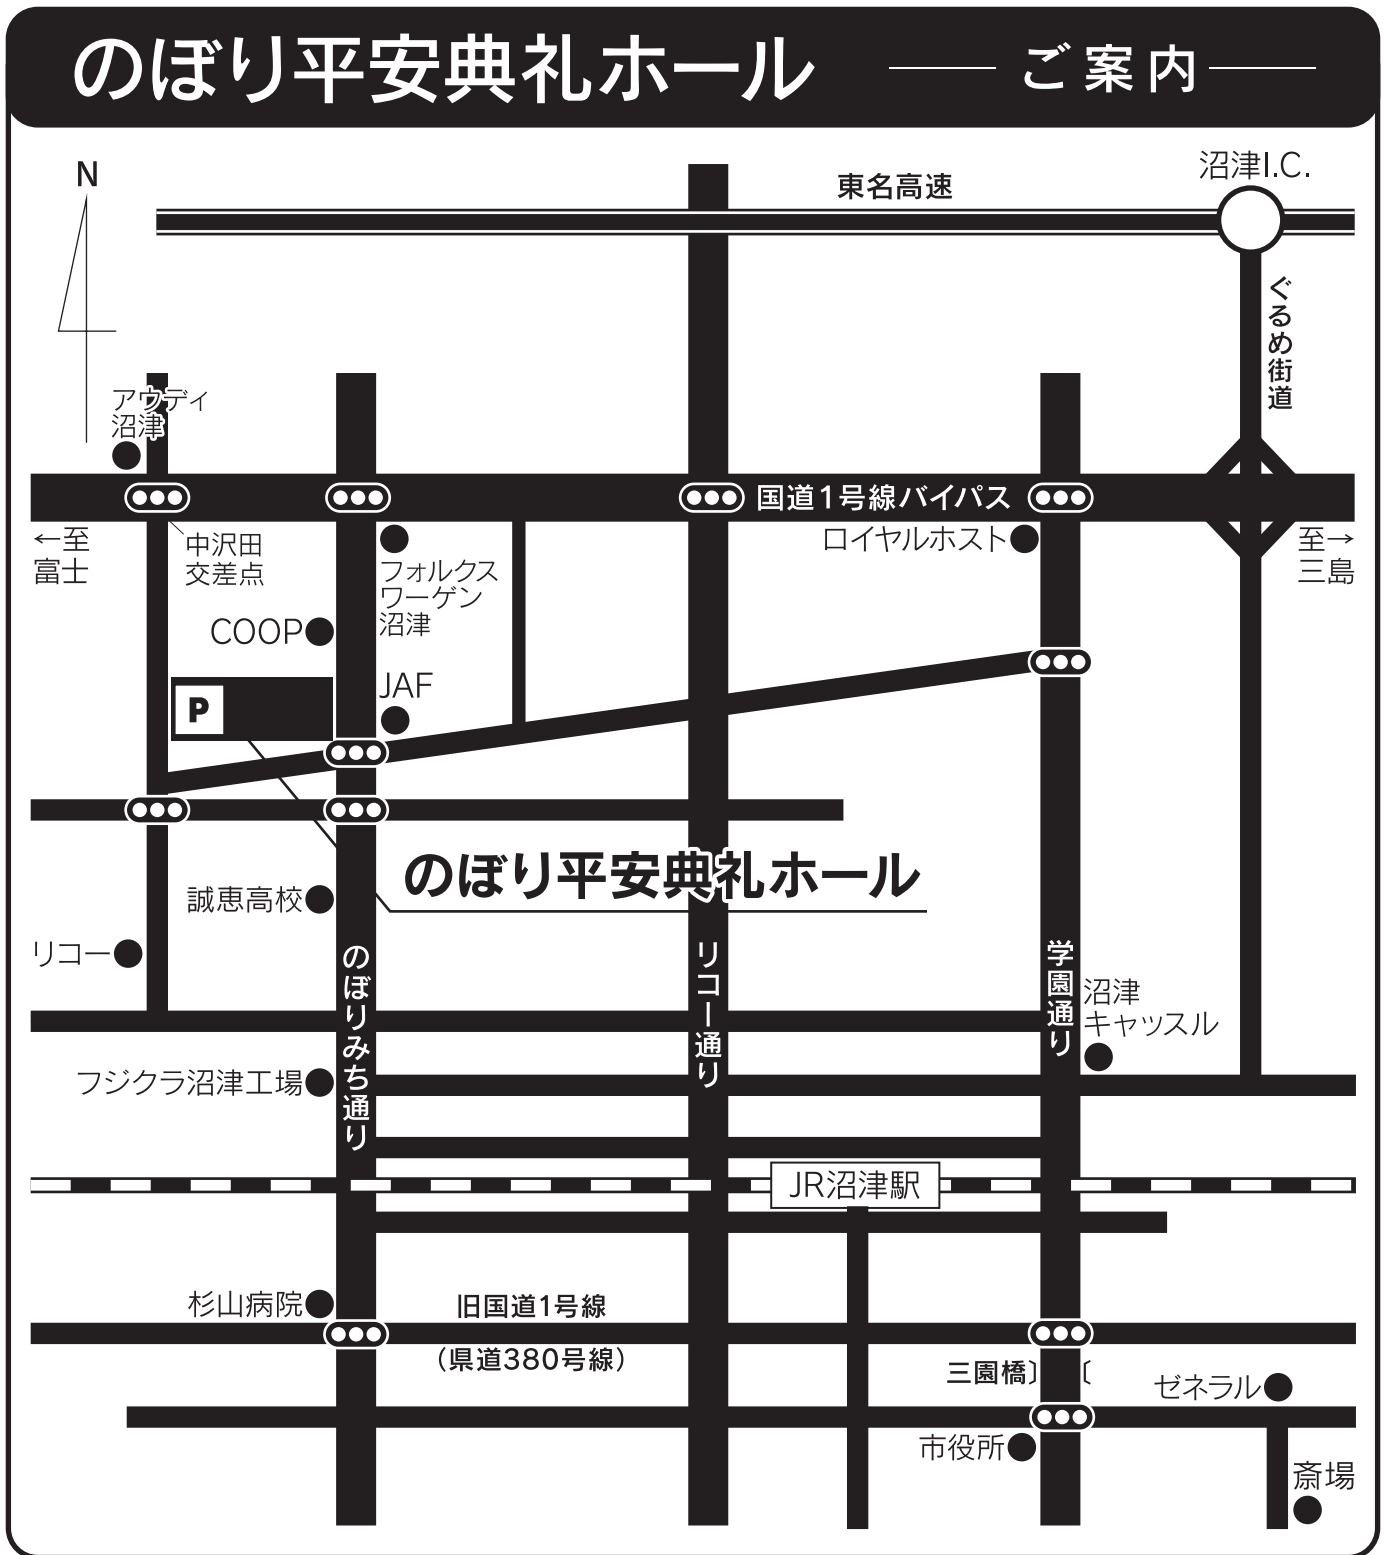 のぼり平安典礼ホール
ご案内
N
沼津I.C.
東名高速
ぐるめ街道
アウディ
沼津
国道1号線バイパス
←至
富士
中沢田
交差点
フォルクス
ワーゲン
沼津
ロイヤルホスト
至→
三島
COOP
JAF
P
のぼり平安典礼ホール
誠恵高校
リコー
のぼりみち通り
リコー通り
学園通り
沼津
キャッスル
フジクラ沼津工場
JR沼津駅
杉山病院
旧国道1号線
（県道380号線）
三園橋
ゼネラル
市役所
斎場